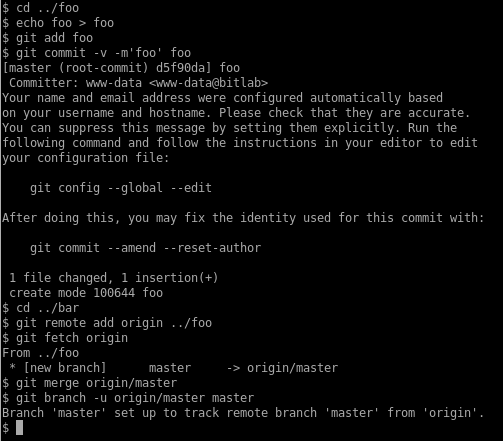 $ cd ../foo
$ echo foo > foo
$ git add foo
$ git commit -v -m'foo' foo
[master (root-commit) d5f90da] foo
 Committer: www-data <www-data@bitlab>
Your name and email address were configured automatically based
on your username and hostname. Please check that they are accurate.
You can suppress this message by setting them explicitly. Run the
following command and follow the instructions in your editor to edit
your configuration file:

    git config --global --edit

After doing this, you may fix the identity used for this commit with:

    git commit --amend --reset-author

 1 file changed, 1 insertion(+)
 create mode 100644 foo
$ cd ../bar
$ git remote add origin ../foo
$ git fetch origin
From ../foo
 * [new branch]      master     -> origin/master
$ git merge origin/master
$ git branch -u origin/master master
Branch 'master' set up to track remote branch 'master' from 'origin'.
$